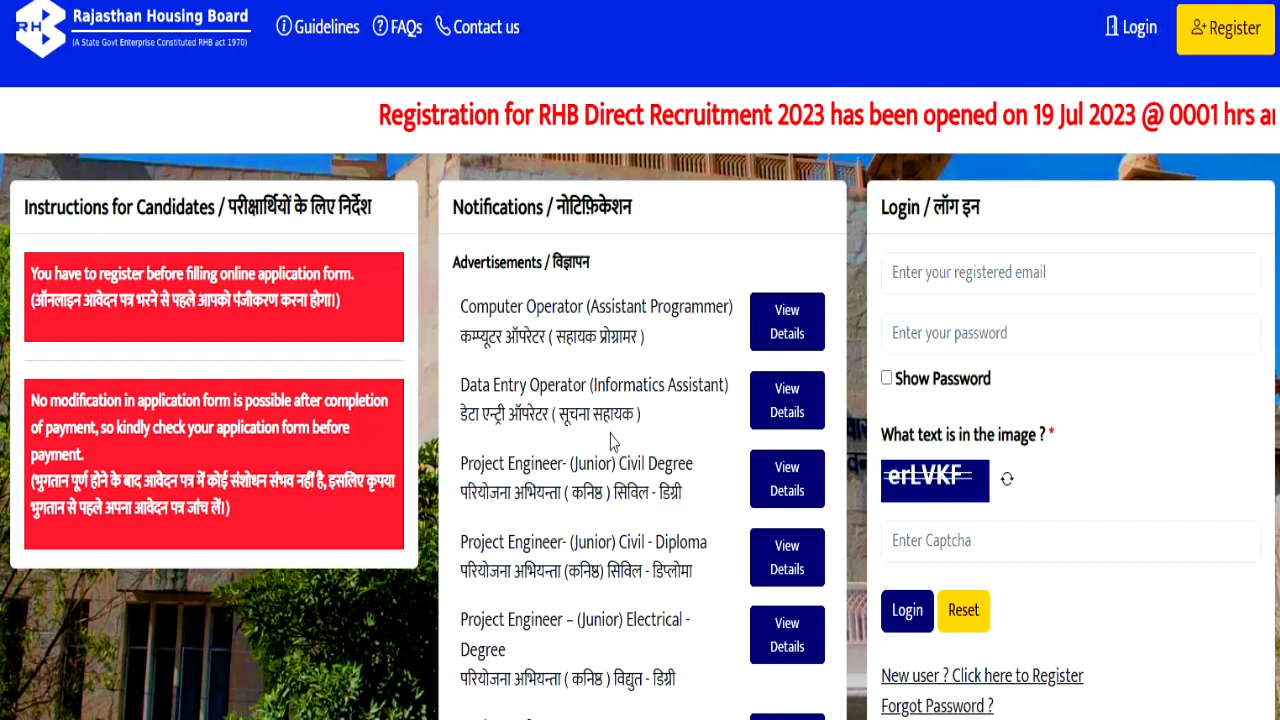 RHB
Rajasthan Housing Board
(A State Govt Enterprise Constituted RHB act 1970)
Guidelines FAQs Contact us
Login Register
Registration for RHB Direct Recruitment 2023 has been opened on 19 Jul 2023 @ 0001 hrs
Instructions for Candidates / परीक्षार्थियों के लिए निर्देश
You have to register before filling online application form.
(ऑनलाइन आवेदन पत्र भरने से पहले आपको पंजीकरण करना होगा।)
No modification in application form is possible after completion
of payment, so kindly check your application form before
payment.
(भुगतान पूर्ण होने के बाद आवेदन पत्र में कोई संशोधन संभव नहीं है, इसलिए कृपया
भुगतान से पहले अपना आवेदन पत्र जांच लें।)
Notifications / नोटिफ़िकेशन
Advertisements / विज्ञापन
Computer Operator (Assistant Programmer)
कम्प्यूटर ऑपरेटर ( सहायक प्रोग्रामर )
View
Details
Data Entry Operator (Informatics Assistant)
डेटा एन्ट्री ऑपरेटर ( सूचना सहायक )
View
Details
Project Engineer- (Junior) Civil Degree
परियोजना अभियन्ता ( कनिष्ठ ) सिविल - डिग्री
View
Details
Project Engineer- (Junior) Civil - Diploma
परियोजना अभियन्ता (कनिष्ठ) सिविल - डिप्लोमा
View
Details
Project Engineer – (Junior) Electrical -
Degree
परियोजना अभियन्ता ( कनिष्ठ ) विद्युत - डिग्री
View
Details
Login / लॉग इन
Enter your registered email
Enter your password
Show Password
What text is in the image ? *
erLVKF
Enter Captcha
Login Reset
New user ? Click here to Register
Forgot Password ?